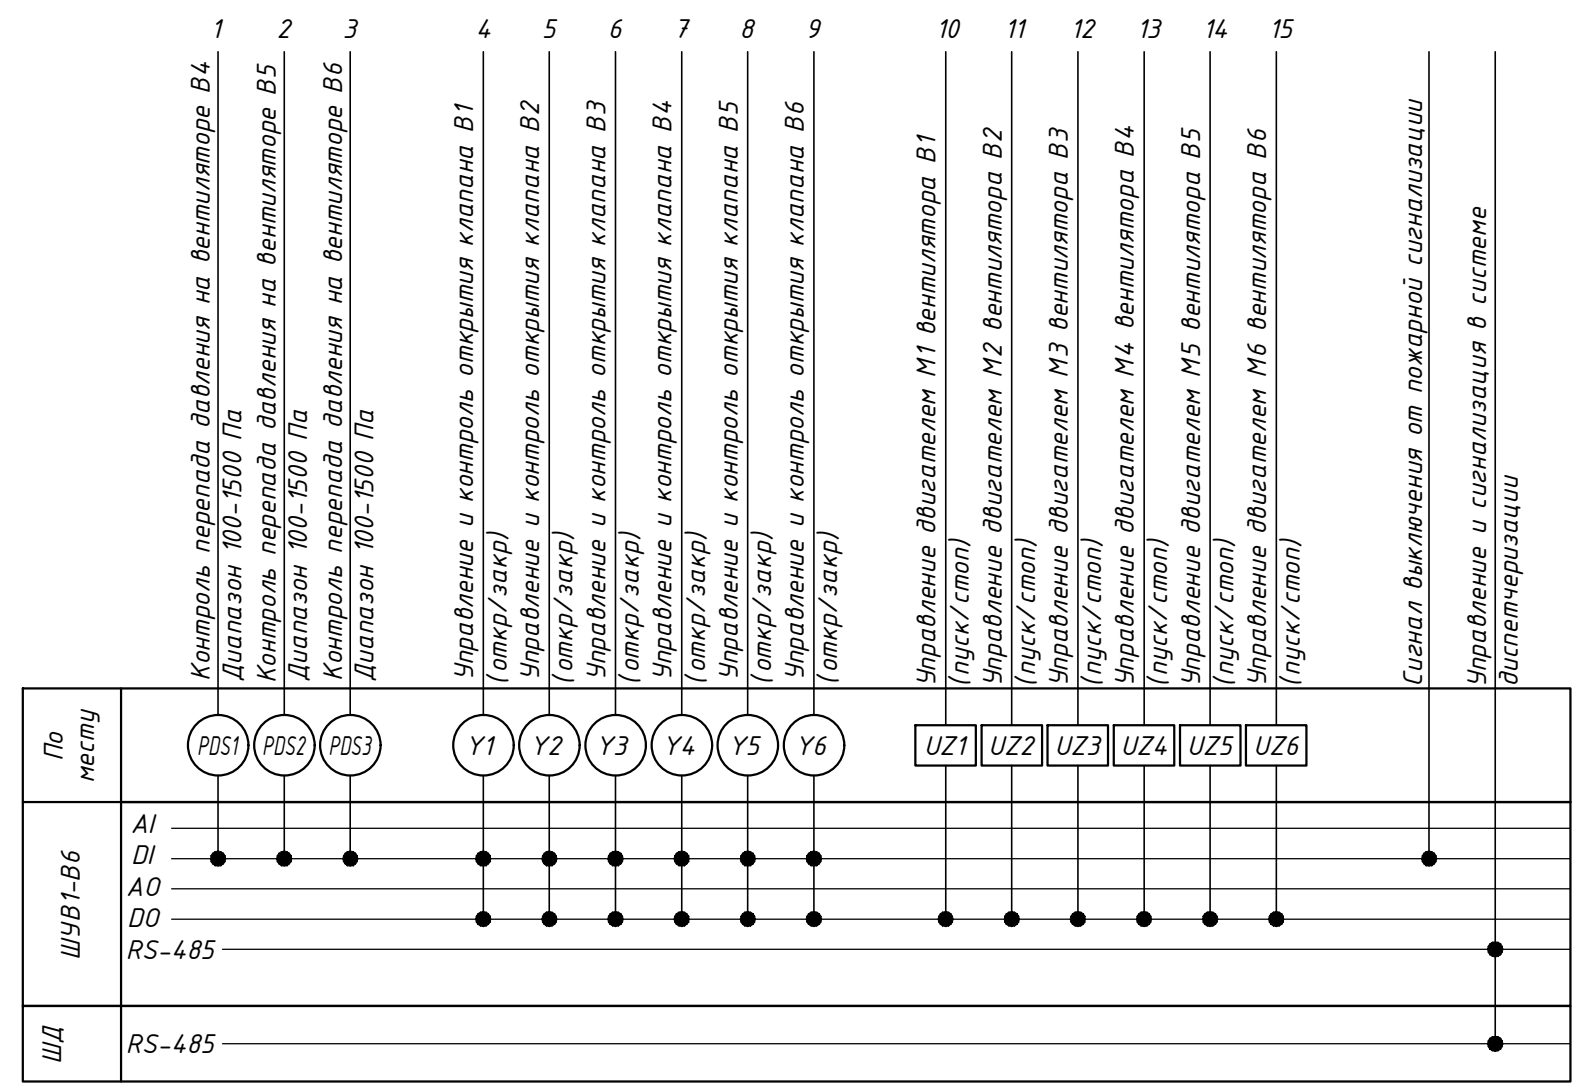 1 2 3 4 5 6 7 8 9 10 11 12 13 14 15
Контроль перепада давления на вентиляторе В4
Диапазон 100-1500 Па
Контроль перепада давления на вентиляторе В5
Диапазон 100-1500 Па
Контроль перепада давления на вентиляторе В6
Диапазон 100-1500 Па
Управление и контроль открытия клапана В1
(откр/закр)
Управление и контроль открытия клапана В2
(откр/закр)
Управление и контроль открытия клапана В3
(откр/закр)
Управление и контроль открытия клапана В4
(откр/закр)
Управление и контроль открытия клапана В5
(откр/закр)
Управление и контроль открытия клапана В6
(откр/закр)
Управление двигателем М1 вентилятора В1
(пуск/стоп)
Управление двигателем М2 вентилятора В2
(пуск/стоп)
Управление двигателем М3 вентилятора В3
(пуск/стоп)
Управление двигателем М4 вентилятора В4
(пуск/стоп)
Управление двигателем М5 вентилятора В5
(пуск/стоп)
Управление двигателем М6 вентилятора В6
(пуск/стоп)
Сигнал выключения от пожарной сигнализации
Управление и сигнализация в системе
диспетчеризации
По
месту
PDS1 PDS2 PDS3 Y1 Y2 Y3 Y4 Y5 Y6 UZ1 UZ2 UZ3 UZ4 UZ5 UZ6
ШУВ1-В6
AI
DI
AO
DO
RS-485
ШД
RS-485